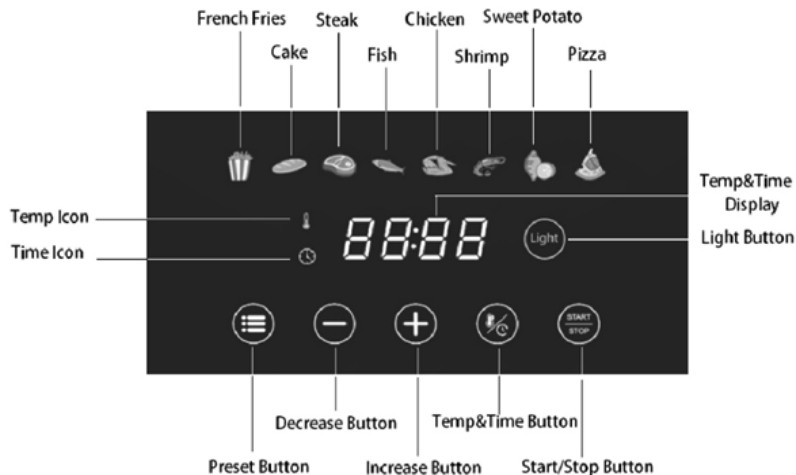 French Fries
Steak
Chicken
Sweet Potato
Cake
Fish
Shrimp
Pizza
Temp&Time
Display
Temp Icon
88:88
Light
Light Button
Time Icon
START
STOP
Decrease Button
Temp&Time Button
Preset Button
Increase Button
Start/Stop Button